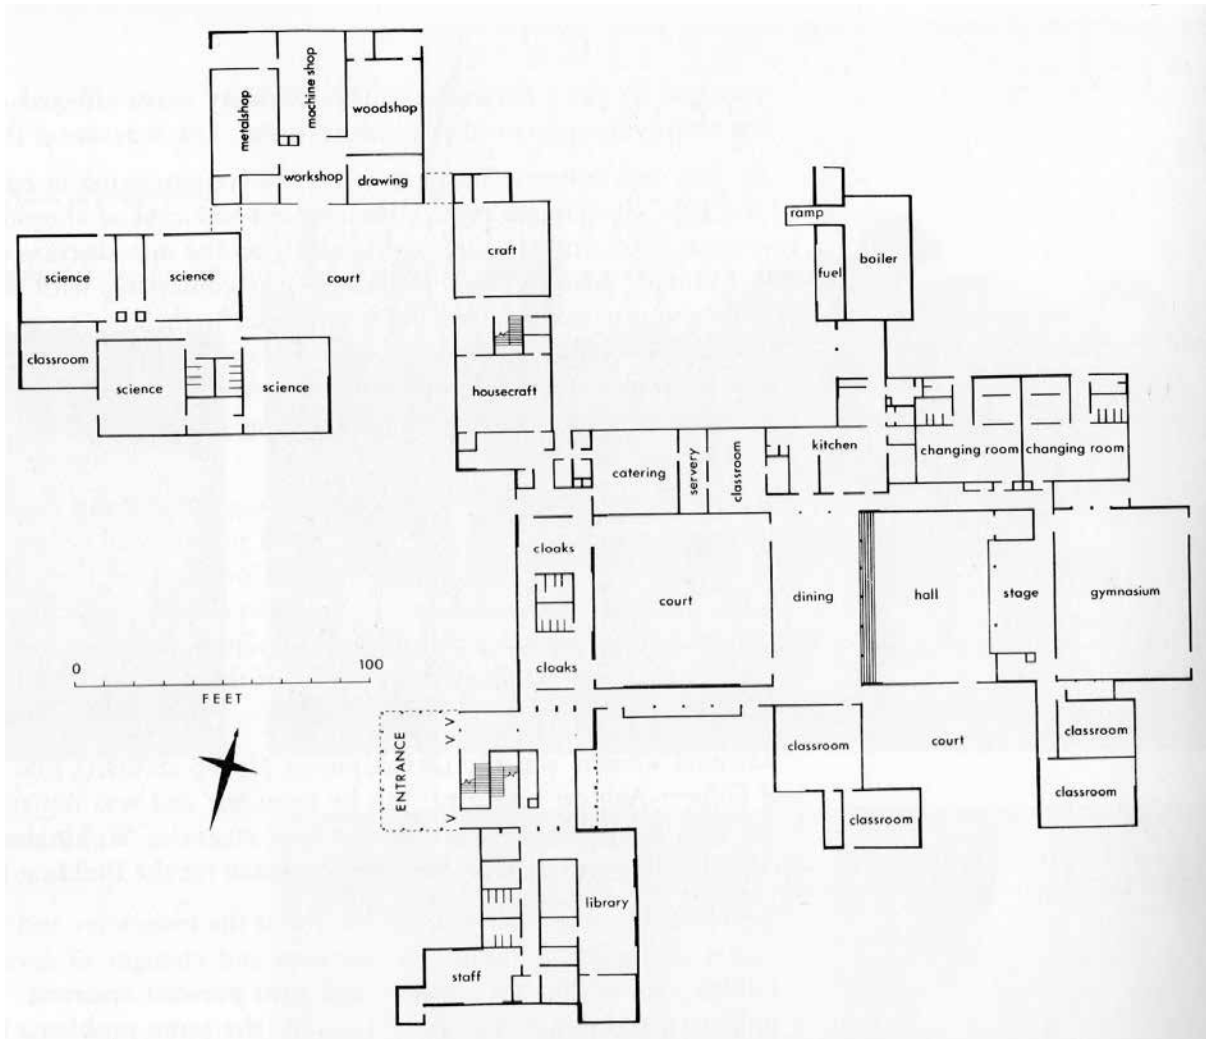 metalshop
machine shop
woodshop
workshop
drawing
craft
science
science
court
classroom
science
science
housecraft
ramp
fuel
boiler
catering
servery
classroom
kitchen
changing room
changing room
cloaks
court
dining
hall
stage
gymnasium
cloaks
0
100
FEET
ENTRANCE
classroom
court
classroom
classroom
classroom
library
staff